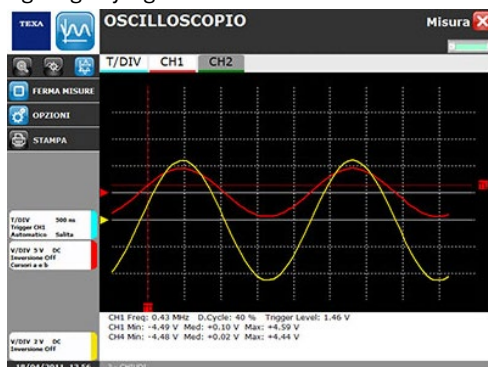 TEXA
OSCILLOSCOPIO
Misura
T/DIV CH1 CH2
FERMA MISURE
OPZIONI
STAMPA
T/DIV 500 ns
Trigger CH1
Automatico Salita
V/DIV 5 V DC
Inversione Off
Cursori a e b
V/DIV 2 V DC
Inversione Off
CH1 Freq: 0.43 MHz D.Cycle: 40 % Trigger Level: 1.46 V
CH1 Min: -4.49 V Med: +0.10 V Max: +4.59 V
CH4 Min: -4.48 V Med: +0.02 V Max: +4.44 V